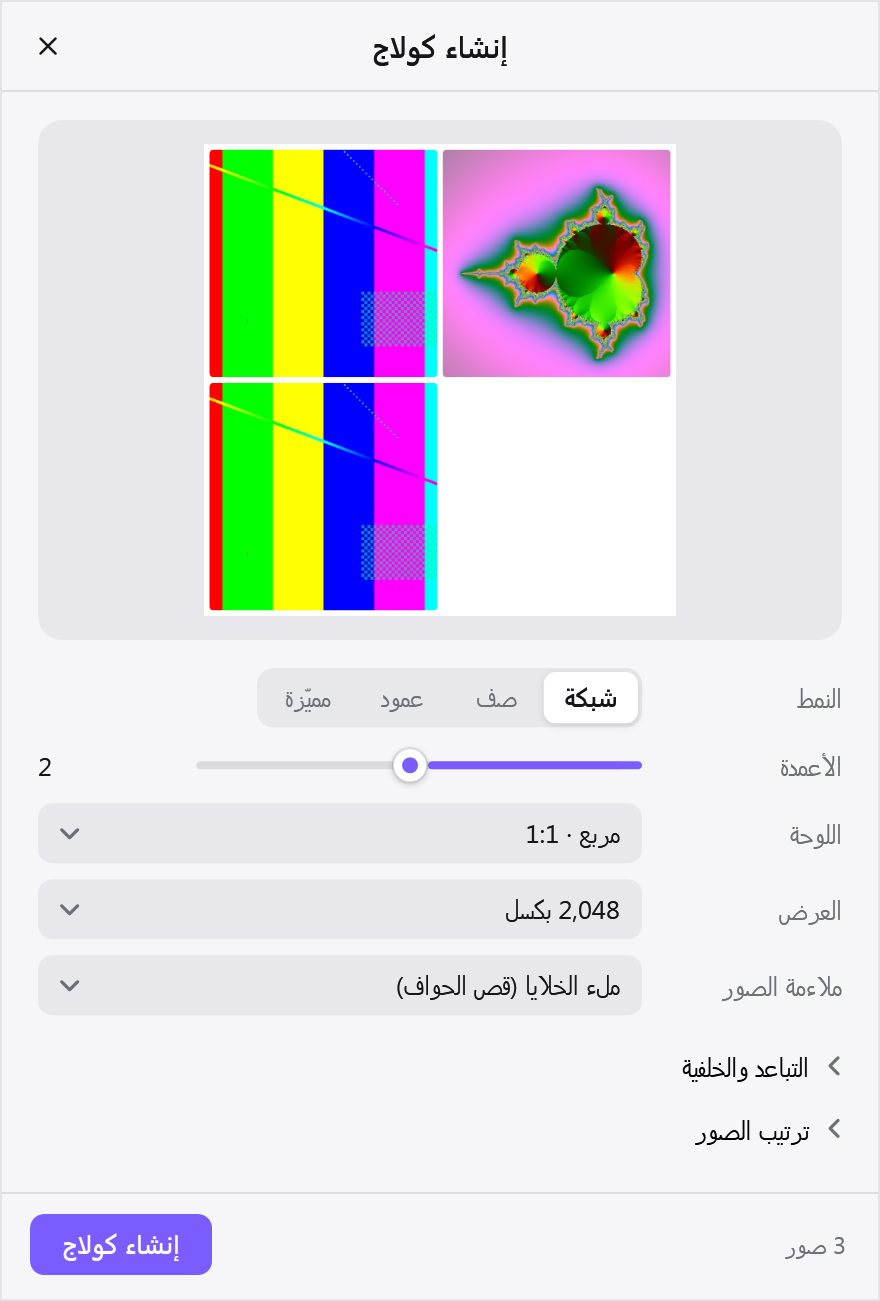 إنشاء كولاج
النمط
شبكة
صف
عمود
مميّزة
الأعمدة
2
اللوحة
مربع · 1:1
العرض
2,048 بكسل
ملاءمة الصور
ملء الخلايا (قص الحواف)
التباعد والخلفية
ترتيب الصور
3 صور
إنشاء كولاج